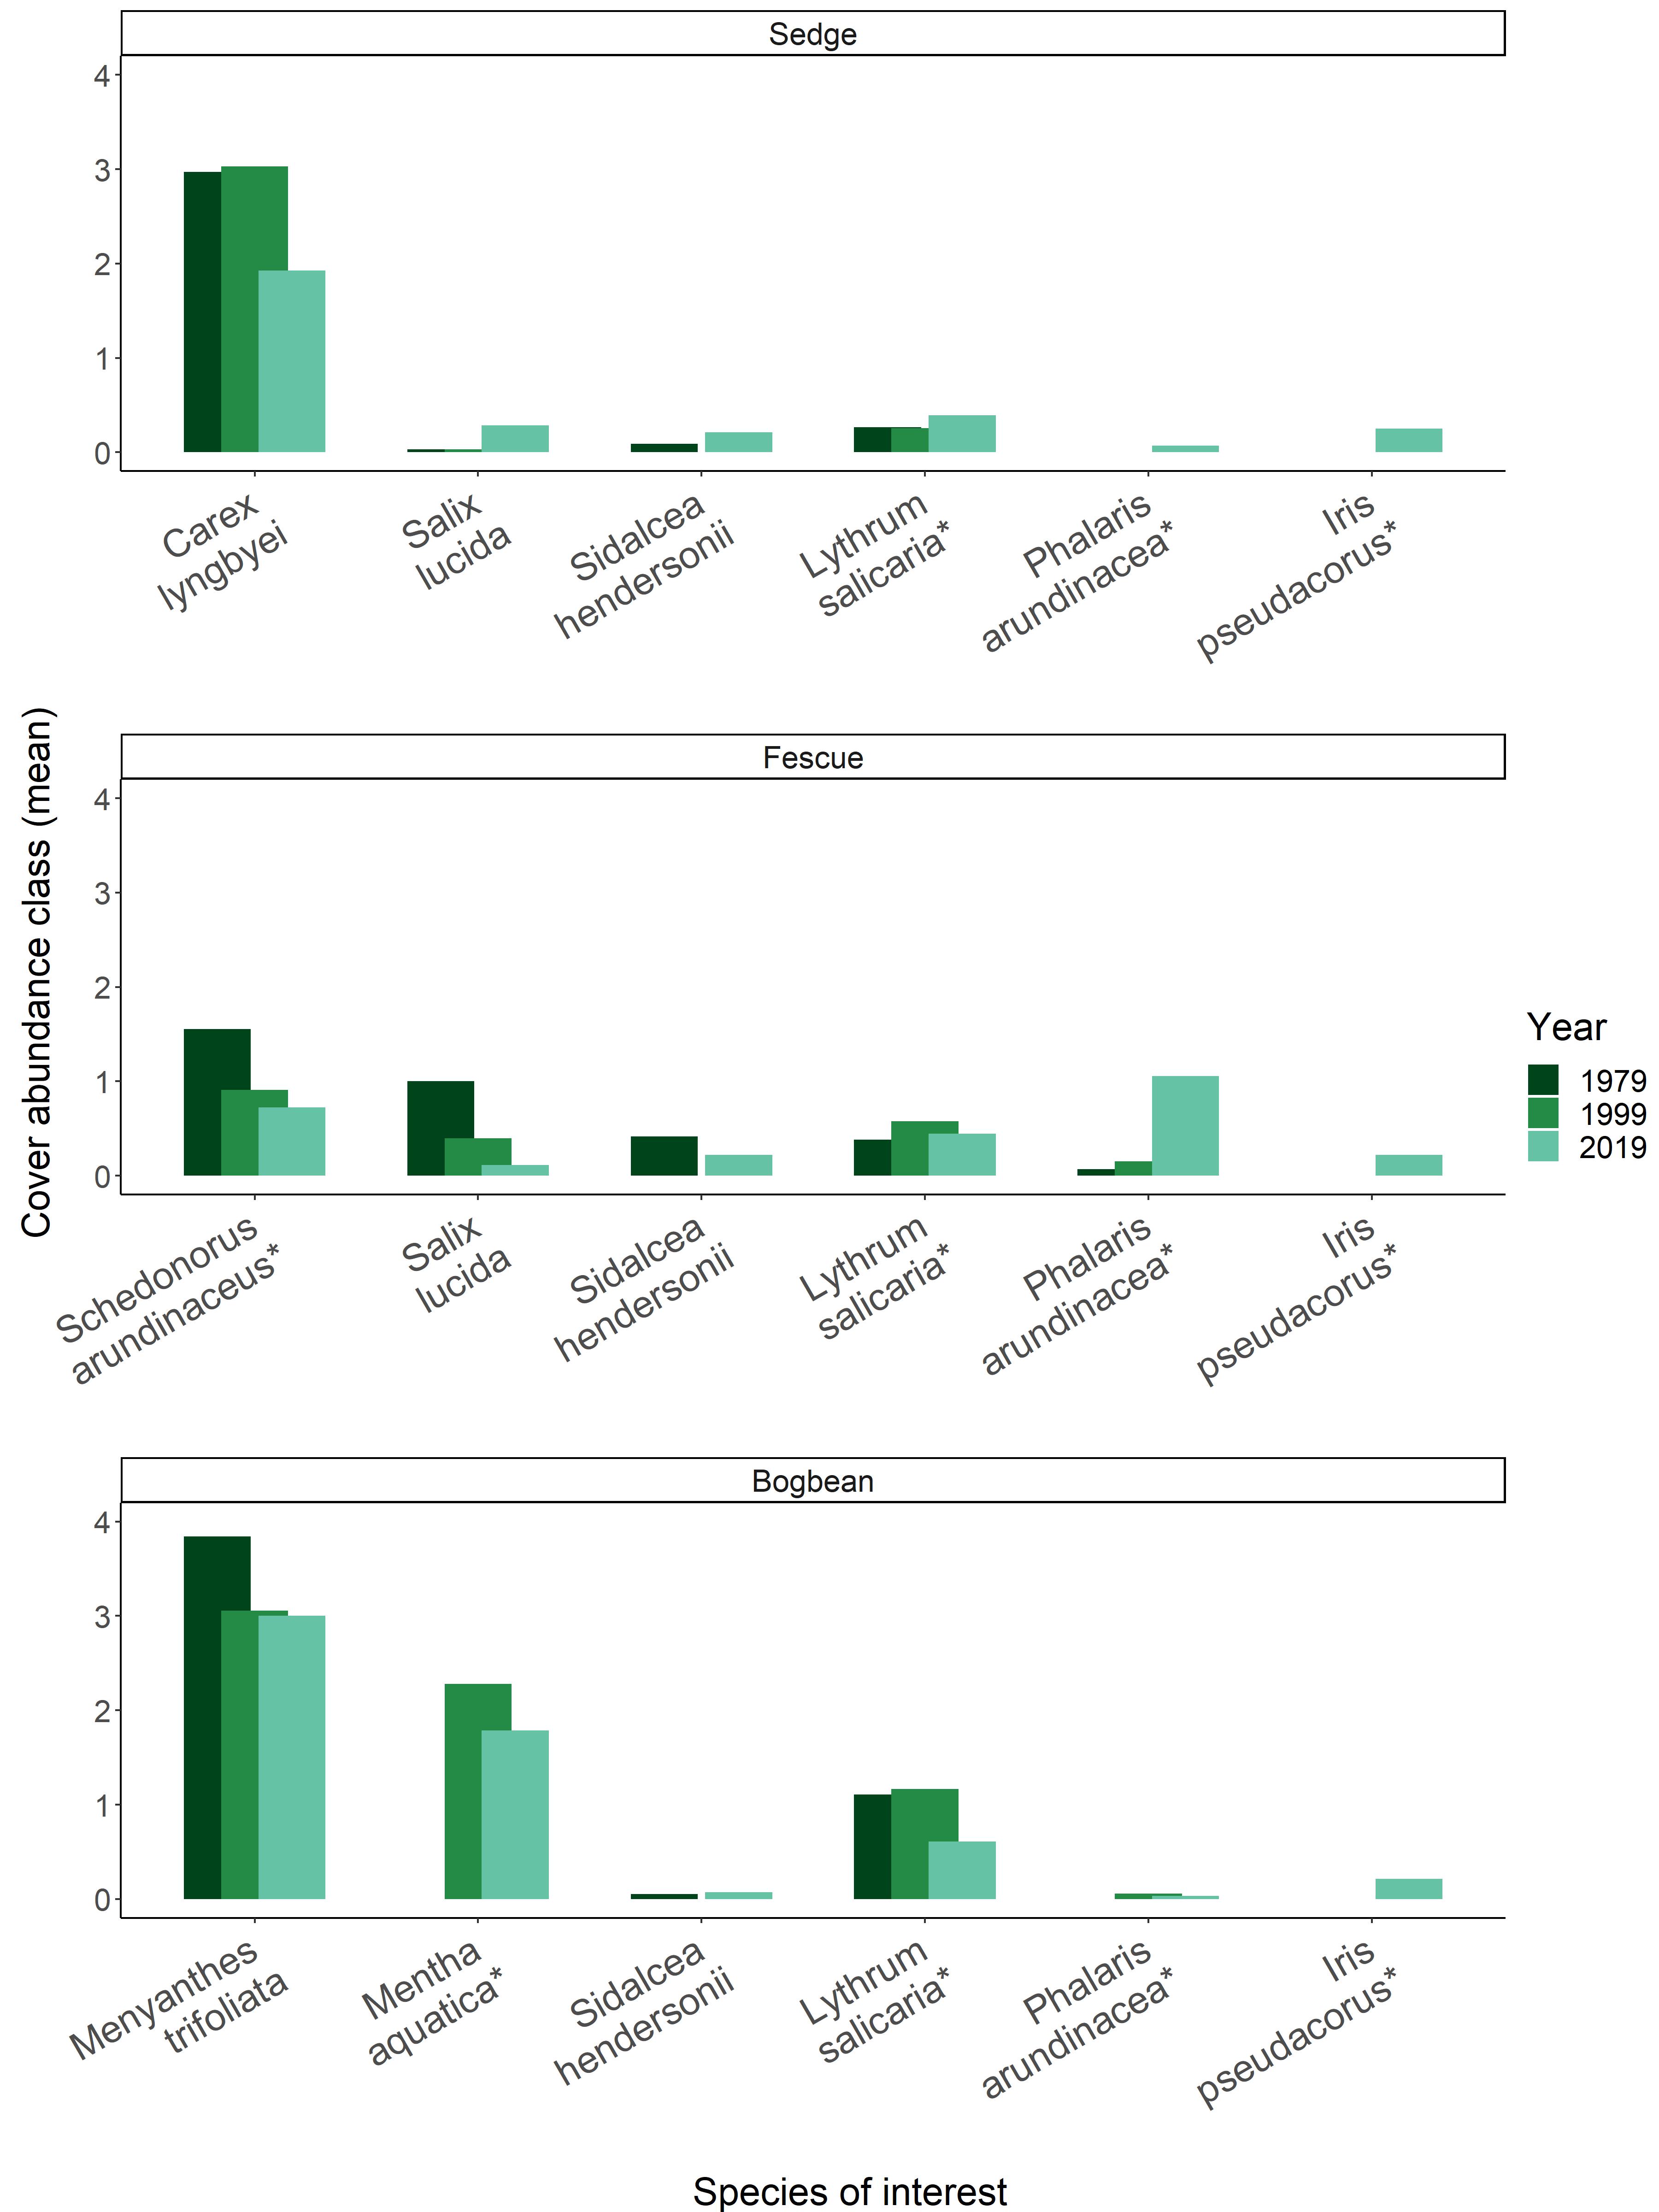 Sedge
4
3
2
1
0
Carex
lyngbyei
Salix
lucida
Sidalcea
hendersonii
Lythrum
salicaria*
Phalaris
arundinacea*
Iris
pseudacorus*
Cover abundance class (mean)
Fescue
4
3
2
1
0
Schedonorus
arundinaceus*
Salix
lucida
Sidalcea
hendersonii
Lythrum
salicaria*
Phalaris
arundinacea*
Iris
pseudacorus*
Year
1979
1999
2019
Bogbean
4
3
2
1
0
Menyanthes
trifoliata
Mentha
aquatica*
Sidalcea
hendersonii
Lythrum
salicaria*
Phalaris
arundinacea*
Iris
pseudacorus*
Species of interest